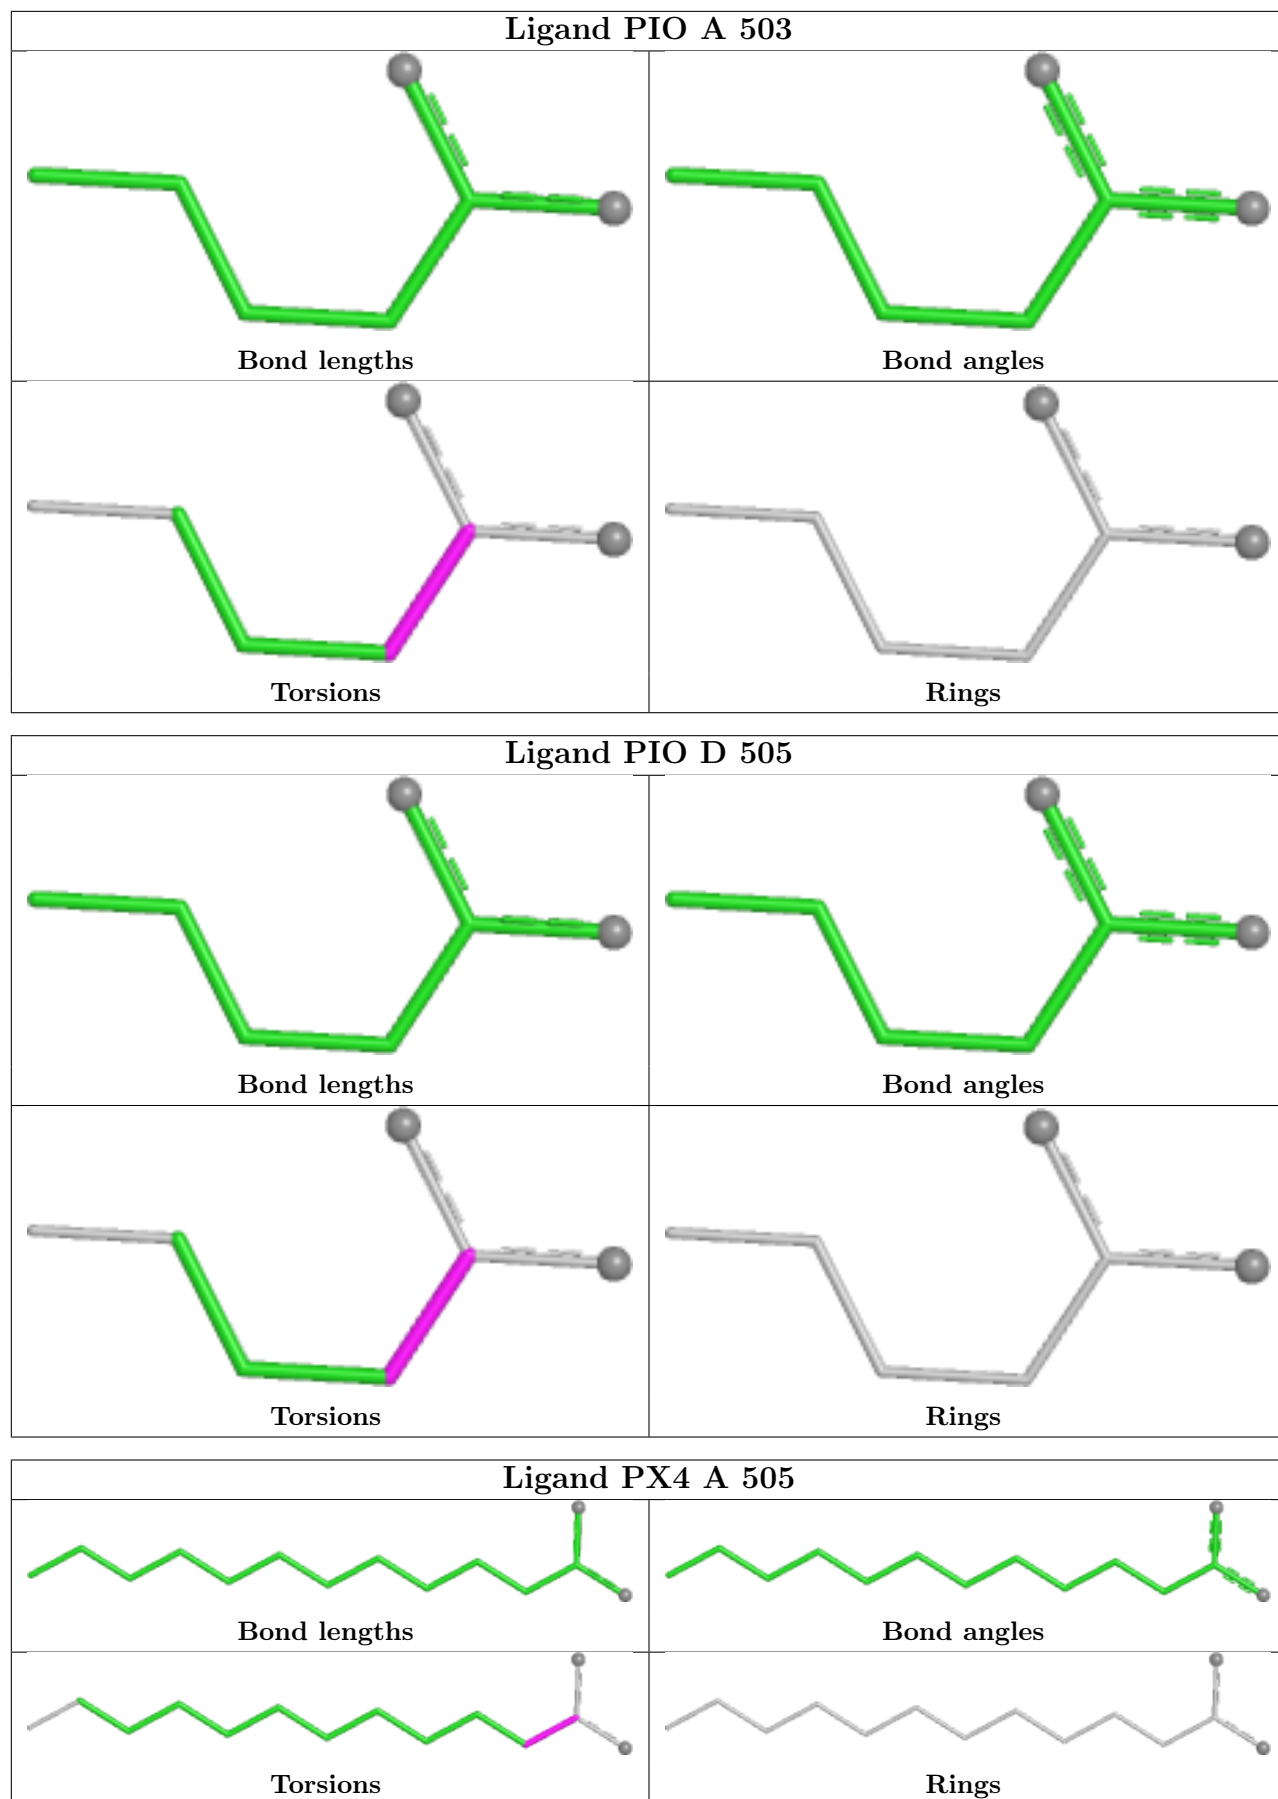 Ligand PIO A 503
Bond lengths
Bond angles
Torsions
Rings
Ligand PIO D 505
Bond lengths
Bond angles
Torsions
Rings
Ligand PX4 A 505
Bond lengths
Bond angles
Torsions
Rings